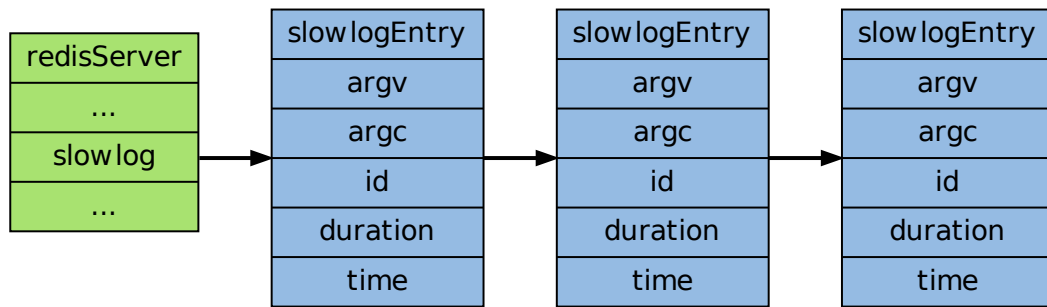 redisServer
...
slowlog
...
slowlogEntry
argv
argc
id
duration
time
slowlogEntry
argv
argc
id
duration
time
slowlogEntry
argv
argc
id
duration
time